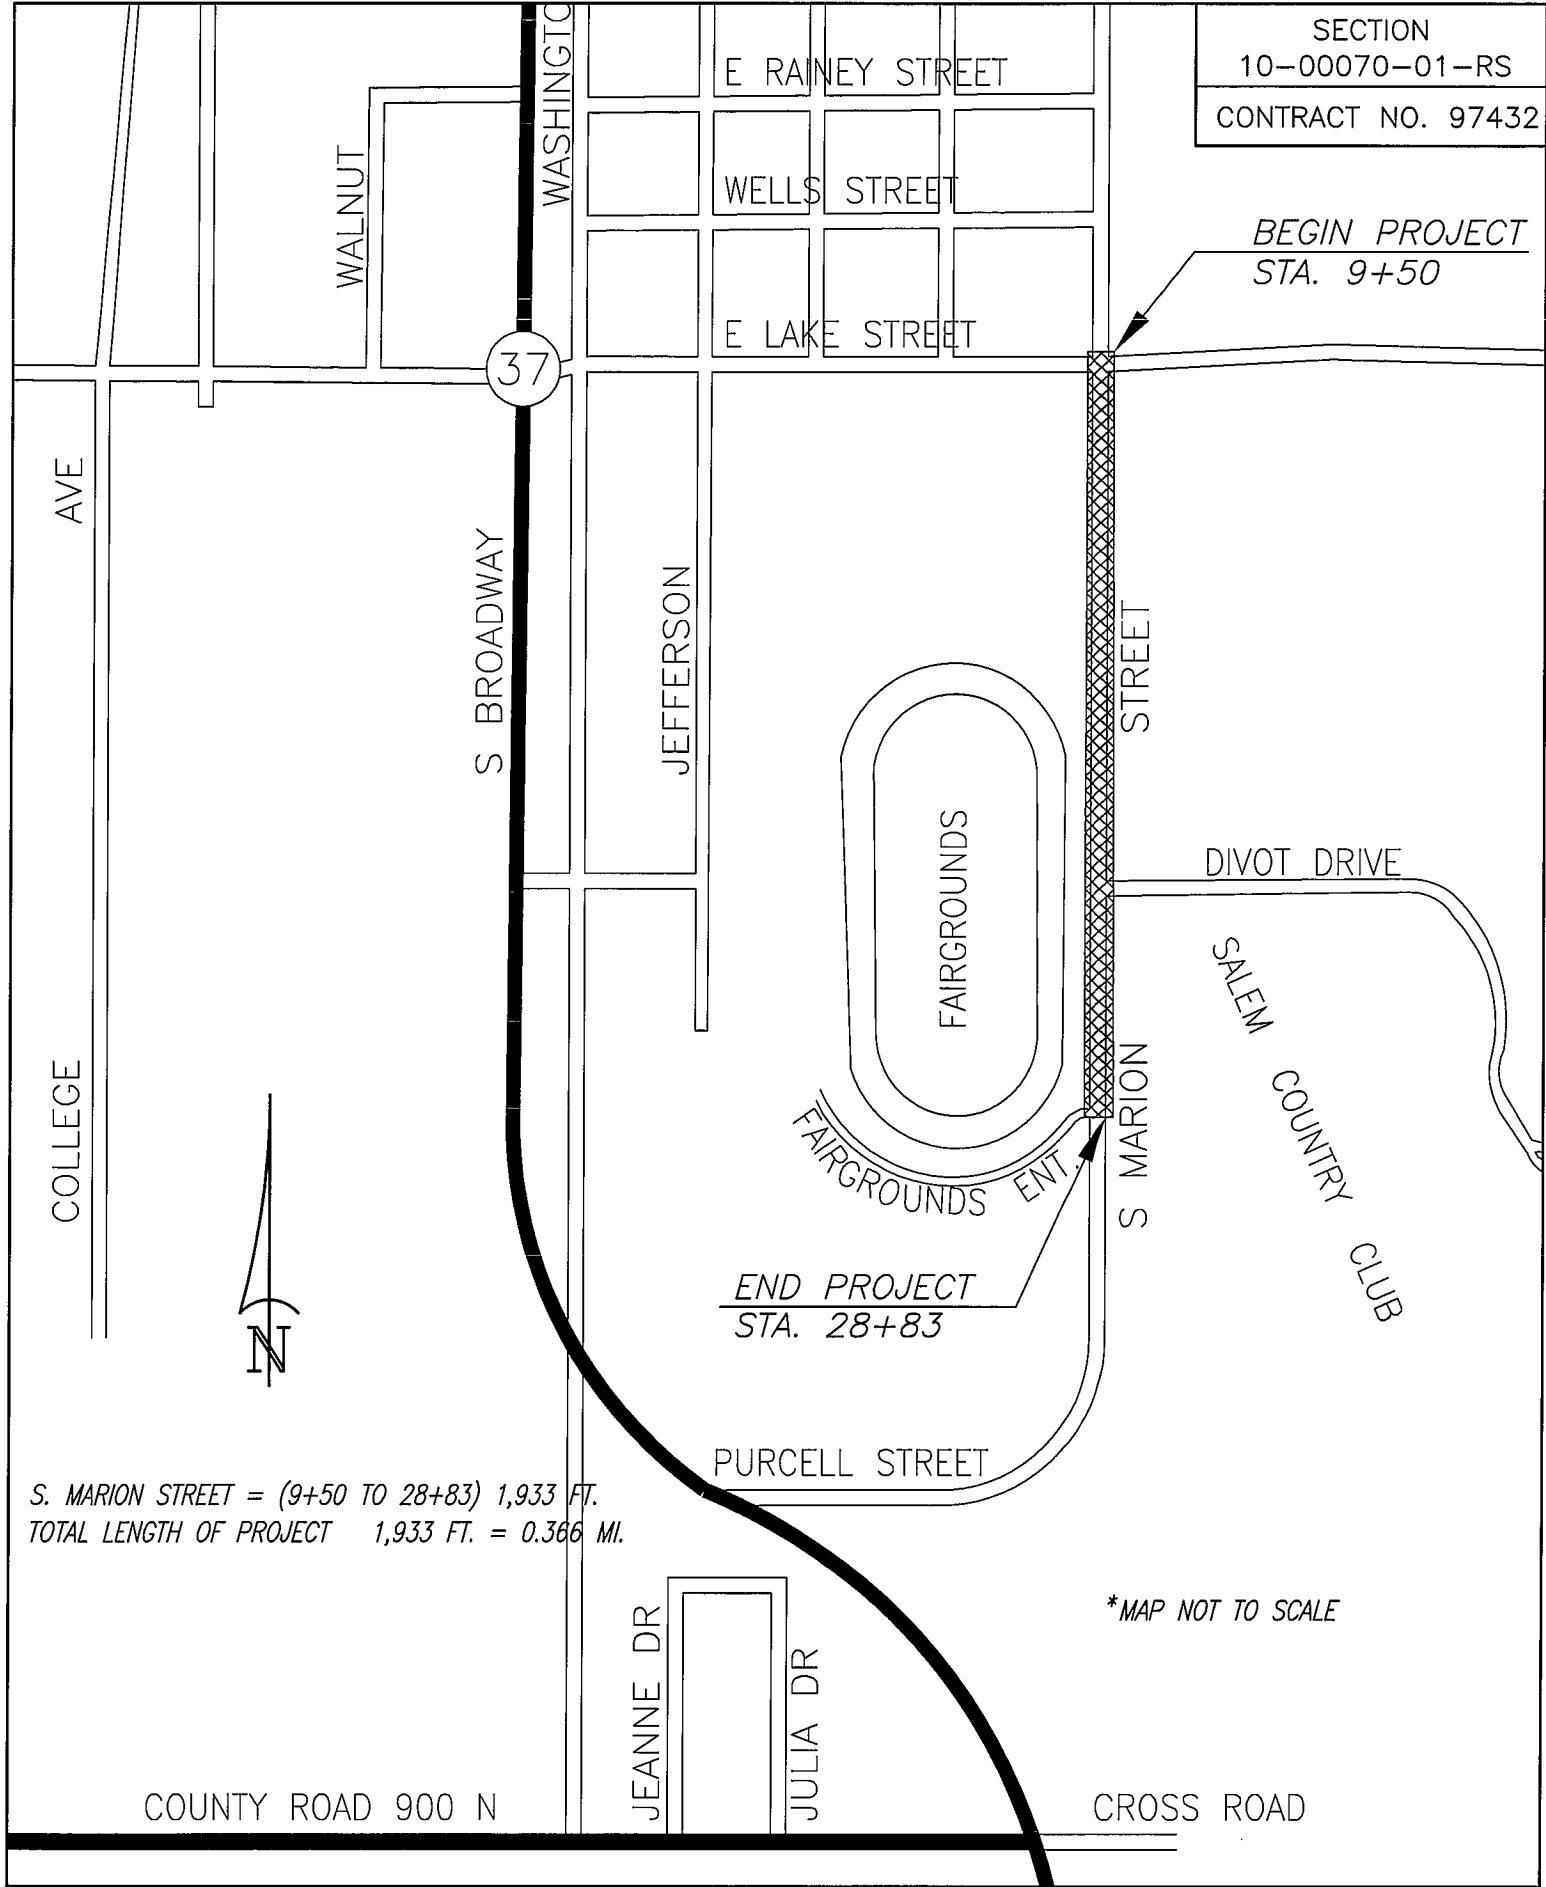 SECTION
10-00070-01-RS
CONTRACT NO. 97432
E RAINEY STREET
WASHINGTO
WALNUT
WELLS STREET
BEGIN PROJECT
STA. 9+50
E LAKE STREET
37
AVE
S BROADWAY
JEFFERSON
STREET
FAIRGROUNDS
DIVOT DRIVE
SALEM COUNTRY CLUB
COLLEGE
S MARION
FAIRGROUNDS ENT.
END PROJECT
STA. 28+83
N
PURCELL STREET
S. MARION STREET = (9+50 TO 28+83) 1,933 FT.
TOTAL LENGTH OF PROJECT 1,933 FT. = 0.366 MI.
*MAP NOT TO SCALE
JEANNE DR
JULIA DR
COUNTY ROAD 900 N
CROSS ROAD